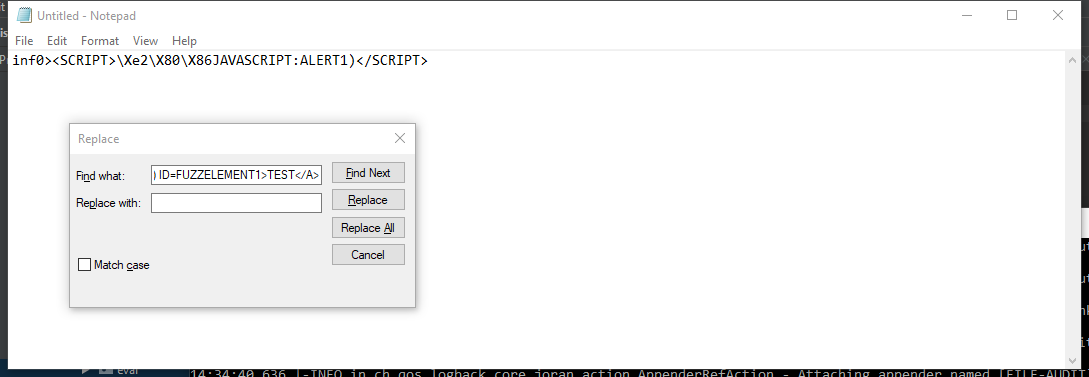 Untitled - Notepad
File Edit Format View Help
inf0><SCRIPT>\Xe2\X80\X86JAVASCRIPT:ALERT1)</SCRIPT>
Replace
Find what: ) ID=FUZZELEMENT1>TEST</A> Find Next
Replace with: Replace
Replace All
Cancel
Match case
eval
14:34:40,636 |-INFO in ch.qos.logback.core.joran.action.AppenderRefAction - Attaching appender named [FILE-AUDIT